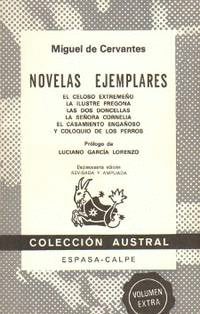 Miguel de Cervantes
NOVELAS EJEMPLARES
EL CELOSO EXTREMEÑO
LA ILUSTRE FREGONA
LAS DOS DONCELLAS
LA SEÑORA CORNELIA
EL CASAMIENTO ENGAÑOSO
Y COLOQUIO DE LOS PERROS
Prólogo de
LUCIANO GARCÍA LORENZO
edición
REVISADA Y AMPLIADA
COLECCIÓN AUSTRAL
ESPASA-CALPE
VOLUMEN
EXTRA